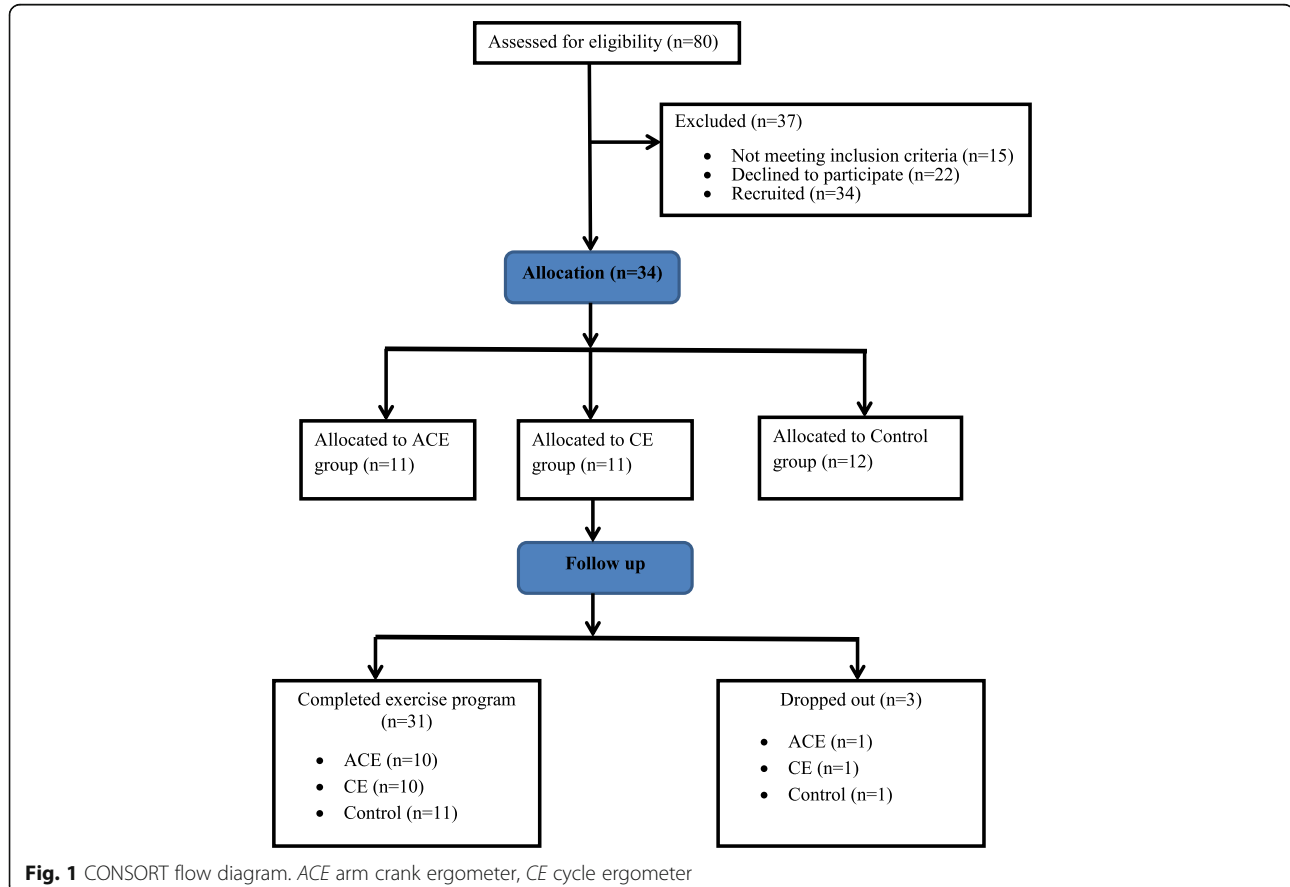 Assessed for eligibility (n=80)
Excluded (n=37)
• Not meeting inclusion criteria (n=15)
• Declined to participate (n=22)
• Recruited (n=34)
Allocation (n=34)
Allocated to ACE
group (n=11)
Allocated to CE
group (n=11)
Allocated to Control
group (n=12)
Follow up
Completed exercise program
(n=31)
• ACE (n=10)
• CE (n=10)
• Control (n=11)
Dropped out (n=3)
• ACE (n=1)
• CE (n=1)
• Control (n=1)
Fig. 1 CONSORT flow diagram. ACE arm crank ergometer, CE cycle ergometer